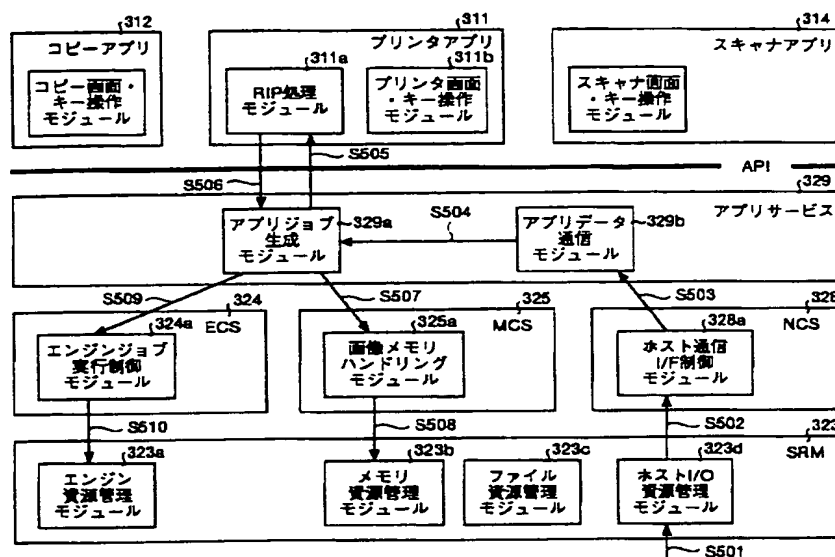 312
コピーアプリ
コピー画面・
キー操作
モジュール
311
プリンタアプリ
311a
RIP処理
モジュール
311b
プリンタ画面
・キー操作
モジュール
314
スキャナアプリ
スキャナ画面
・キー操作
モジュール
S506
S505
API
329
アプリサービス
アプリジョブ
生成
モジュール
329a
S504
アプリデータ
通信
モジュール
329b
S509
S507
S503
324
ECS
324a
エンジンジョブ
実行制御
モジュール
325
MCS
325a
画像メモリ
ハンドリング
モジュール
328
NCS
328a
ホスト通信
I/F制御
モジュール
S510
S508
S502
323
SRM
323a
エンジン
資源管理
モジュール
323b
メモリ
資源管理
モジュール
323c
ファイル
資源管理
モジュール
323d
ホストI/O
資源管理
モジュール
S501